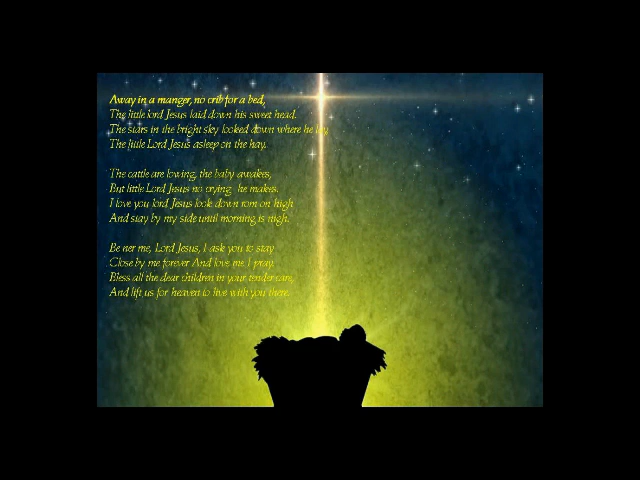 Away in a manger, no crib for a bed,
The little lord Jesus laid down his sweet head.
The stars in the bright sky looked down where he lay,
The little Lord Jesus asleep on the hay.
The cattle are lowing, the baby awakes,
But little Lord Jesus no crying he makes.
I love you lord Jesus look down rom on high
And stay by my side until morning is nigh.
Be ner me, Lord Jesus, I ask you to stay
Close by me forever And love me I pray.
Bless all the dear children in your tender care,
And lift us for heaven to live with you there.